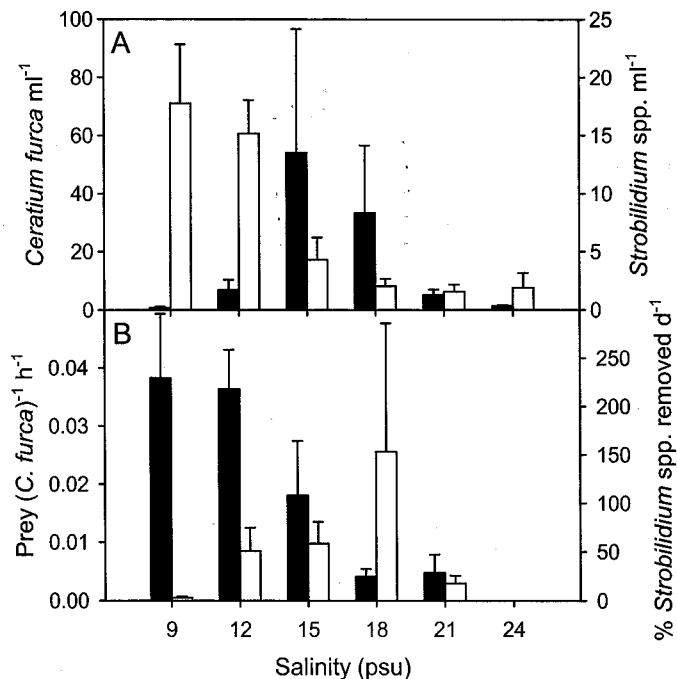 A
100
80
60
40
20
0
Ceratium furca ml⁻¹
25
20
15
10
5
0
Strobilidium spp. ml⁻¹
B
0.04
0.03
0.02
0.01
0.00
Prey (C. furca)⁻¹ h⁻¹
250
200
150
100
50
0
% Strobilidium spp. removed d⁻¹
9 12 15 18 21 24
Salinity (psu)